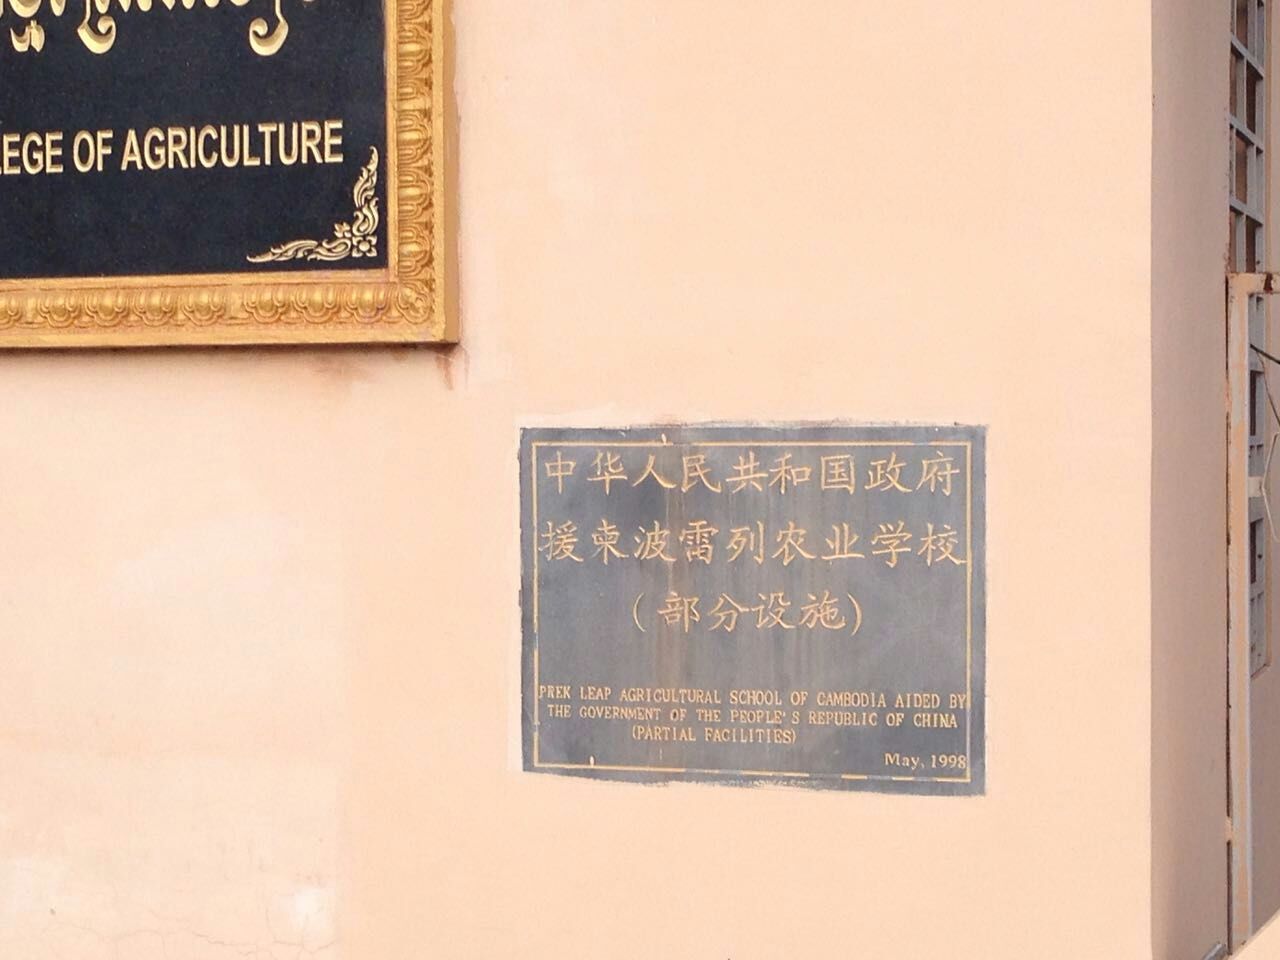 LEGE OF AGRICULTURE
中华人民共和国政府
援柬波雷列农业学校
（部分设施）
PREK LEAP AGRICULTURAL SCHOOL OF CAMBODIA AIDED BY
THE GOVERNMENT OF THE PEOPLE'S REPUBLIC OF CHINA
(PARTIAL FACILITIES)
May, 1998